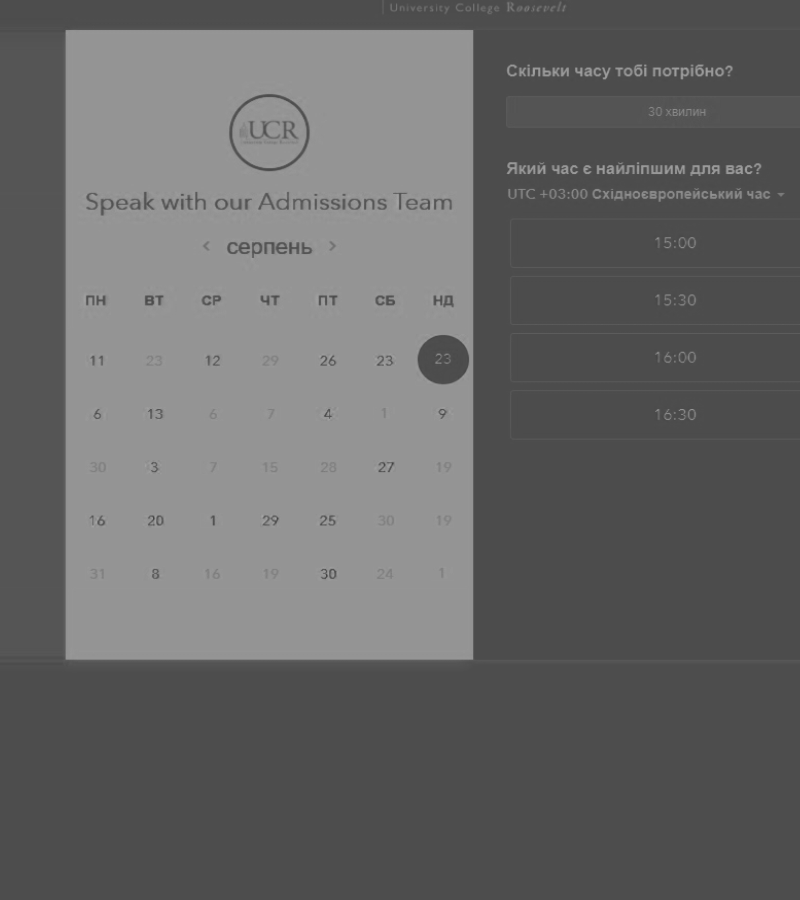 University College Roosevelt
UCR
Speak with our Admissions Team
< серпень >
ПН ВТ СР ЧТ ПТ СБ НД
11 23 12 29 26 23 23
6 13 6 7 4 1 9
30 3 7 15 28 27 19
16 20 1 29 25 30 19
31 8 16 19 30 24 1
Скільки часу тобі потрібно?
30 хвилин
Який час є найліпшим для вас?
UTC +03:00 Східноєвропейський час
15:00
15:30
16:00
16:30